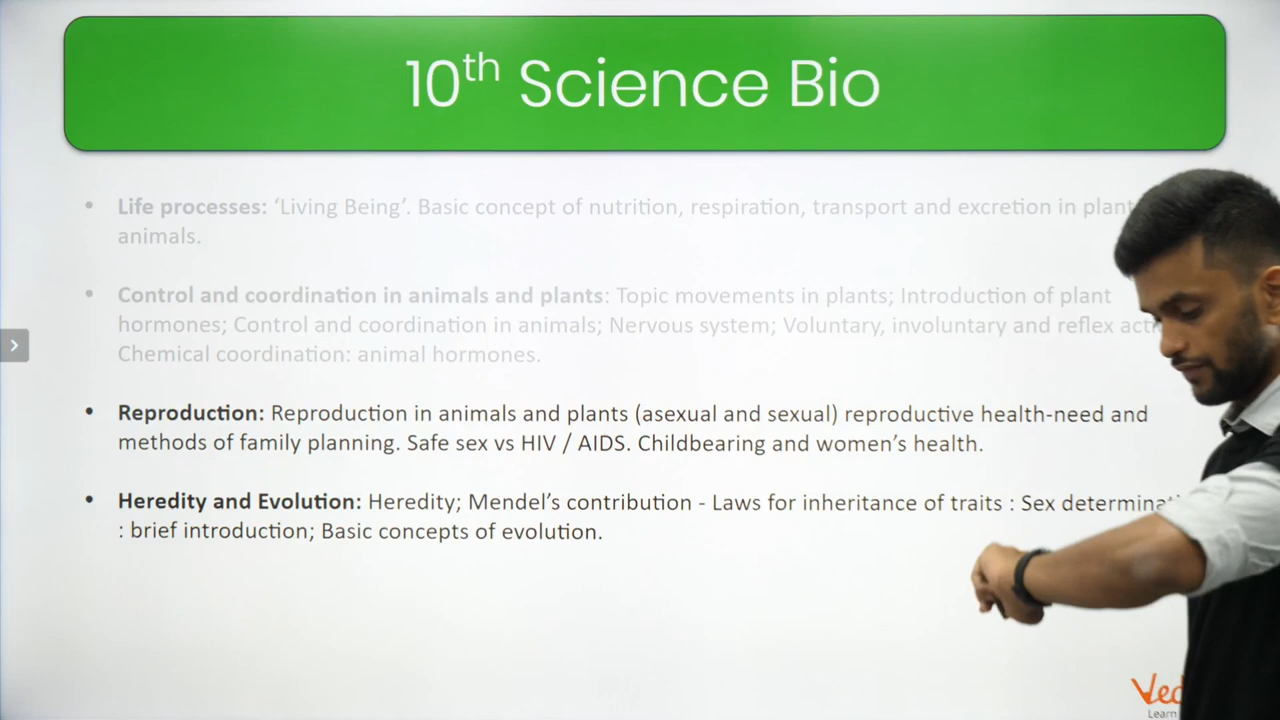 10th Science Bio
• Life processes: ‘Living Being’. Basic concept of nutrition, respiration, transport and excretion in plant
animals.
• Control and coordination in animals and plants: Topic movements in plants; Introduction of plant
hormones; Control and coordination in animals; Nervous system; Voluntary, involuntary and reflex acti
Chemical coordination: animal hormones.
• Reproduction: Reproduction in animals and plants (asexual and sexual) reproductive health-need and
methods of family planning. Safe sex vs HIV / AIDS. Childbearing and women’s health.
• Heredity and Evolution: Heredity; Mendel’s contribution - Laws for inheritance of traits : Sex determinati
: brief introduction; Basic concepts of evolution.
Ved
Learn